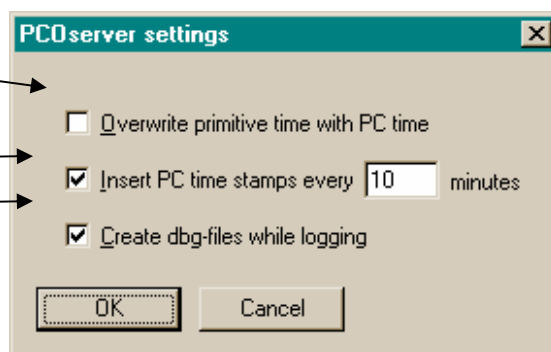 PCOserver settings
Overwrite primitive time with PC time
Insert PC time stamps every 10 minutes
Create dbg-files while logging
OK Cancel